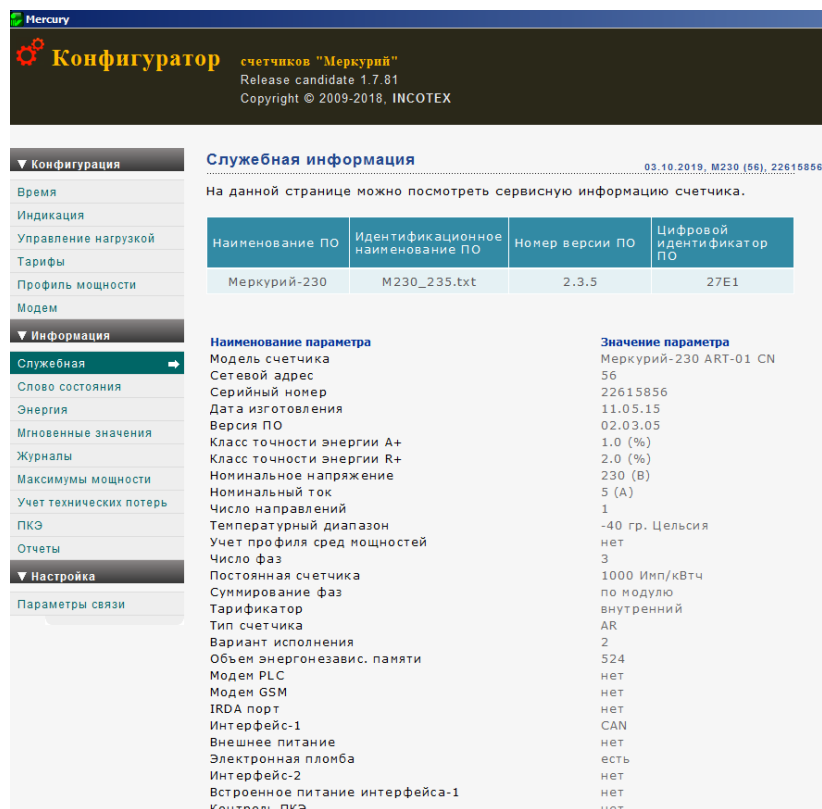 Mercury
Конфигуратор счетчиков "Меркурий"
Release candidate 1.7.81
Copyright © 2009-2018, INCOTEX
▼ Конфигурация
Время
Индикация
Управление нагрузкой
Тарифы
Профиль мощности
Модем
▼ Информация
Служебная
Слово состояния
Энергия
Мгновенные значения
Журналы
Максимумы мощности
Учет технических потерь
ПКЭ
Отчеты
▼ Настройка
Параметры связи
Служебная информация
03.10.2019, М230 (56), 22615856
На данной странице можно посмотреть сервисную информацию счетчика.
Наименование ПО Идентификационное наименование ПО Номер версии ПО Цифровой идентификатор ПО
Меркурий-230 M230_235.txt 2.3.5 27E1
Наименование параметра Значение параметра
Модель счетчика Меркурий-230 ART-01 CN
Сетевой адрес 56
Серийный номер 22615856
Дата изготовления 11.05.15
Версия ПО 02.03.05
Класс точности энергии A+ 1.0 (%)
Класс точности энергии R+ 2.0 (%)
Номинальное напряжение 230 (В)
Номинальный ток 5 (А)
Число направлений 1
Температурный диапазон -40 гр. Цельсия
Учет профиля сред мощностей нет
Число фаз 3
Постоянная счетчика 1000 Имп/кВтч
Суммирование фаз по модулю
Тарификатор внутренний
Тип счетчика AR
Вариант исполнения 2
Объем энергонезавис. памяти 524
Модем PLC нет
Модем GSM нет
IRDA порт нет
Интерфейс-1 CAN
Внешнее питание нет
Электронная пломба есть
Интерфейс-2 нет
Встроенное питание интерфейса-1 нет
Контроль ПКЭ нет